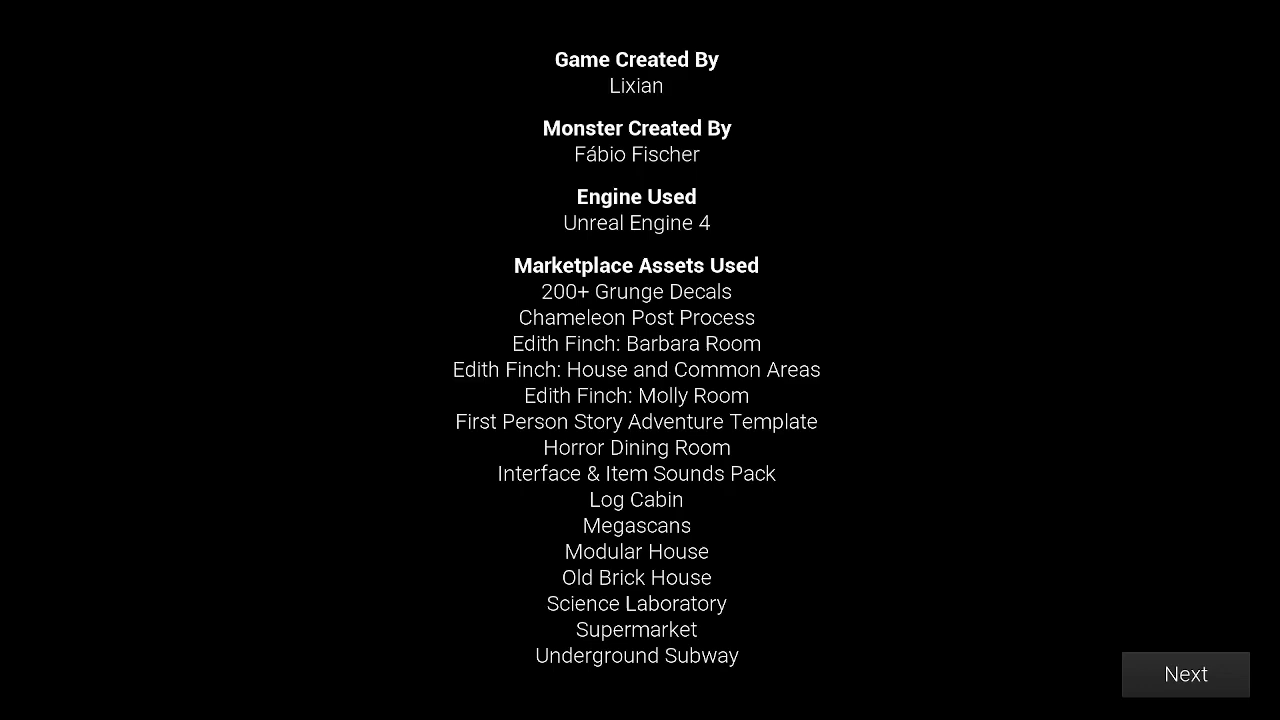 Game Created By
Lixian
Monster Created By
Fábio Fischer
Engine Used
Unreal Engine 4
Marketplace Assets Used
200+ Grunge Decals
Chameleon Post Process
Edith Finch: Barbara Room
Edith Finch: House and Common Areas
Edith Finch: Molly Room
First Person Story Adventure Template
Horror Dining Room
Interface & Item Sounds Pack
Log Cabin
Megascans
Modular House
Old Brick House
Science Laboratory
Supermarket
Underground Subway
Next